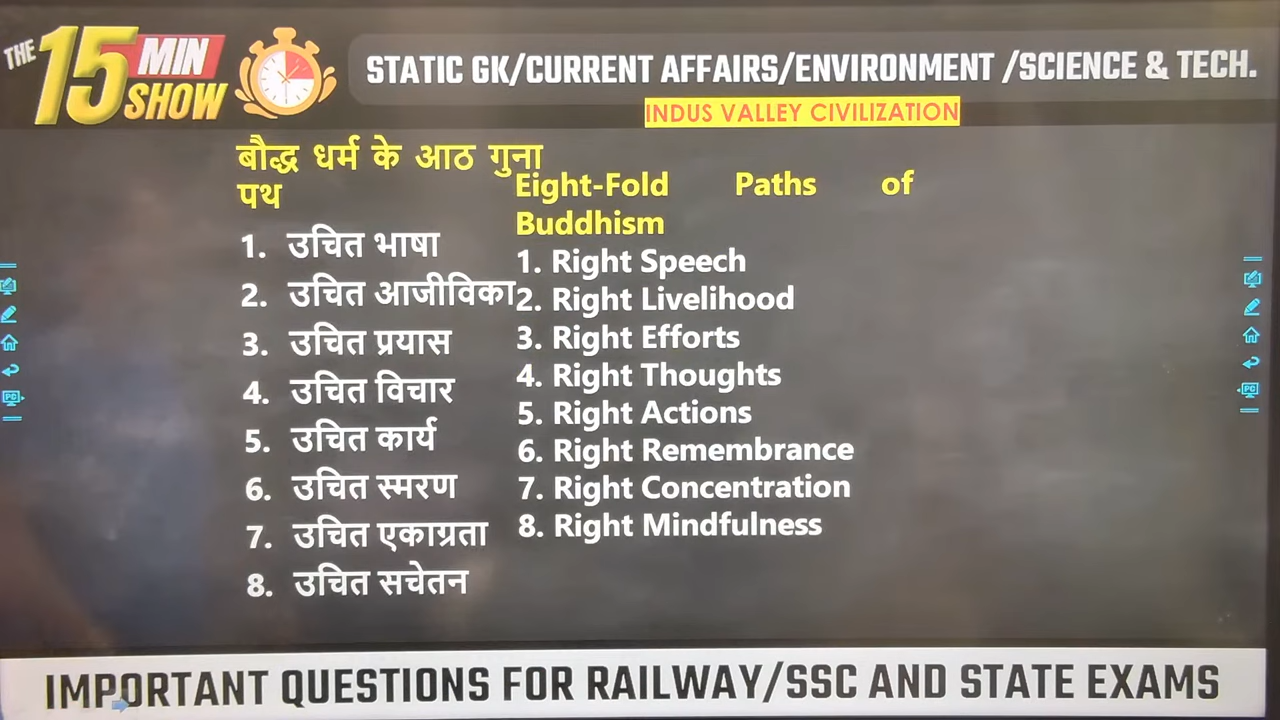 THE 15 MIN SHOW
STATIC GK/CURRENT AFFAIRS/ENVIRONMENT /SCIENCE & TECH.
INDUS VALLEY CIVILIZATION
बौद्ध धर्म के आठ गुना
पथ
1. उचित भाषा
2. उचित आजीविका
3. उचित प्रयास
4. उचित विचार
5. उचित कार्य
6. उचित स्मरण
7. उचित एकाग्रता
8. उचित सचेतन
Eight-Fold Paths of
Buddhism
1. Right Speech
2. Right Livelihood
3. Right Efforts
4. Right Thoughts
5. Right Actions
6. Right Remembrance
7. Right Concentration
8. Right Mindfulness
PC
PC
IMPORTANT QUESTIONS FOR RAILWAY/SSC AND STATE EXAMS